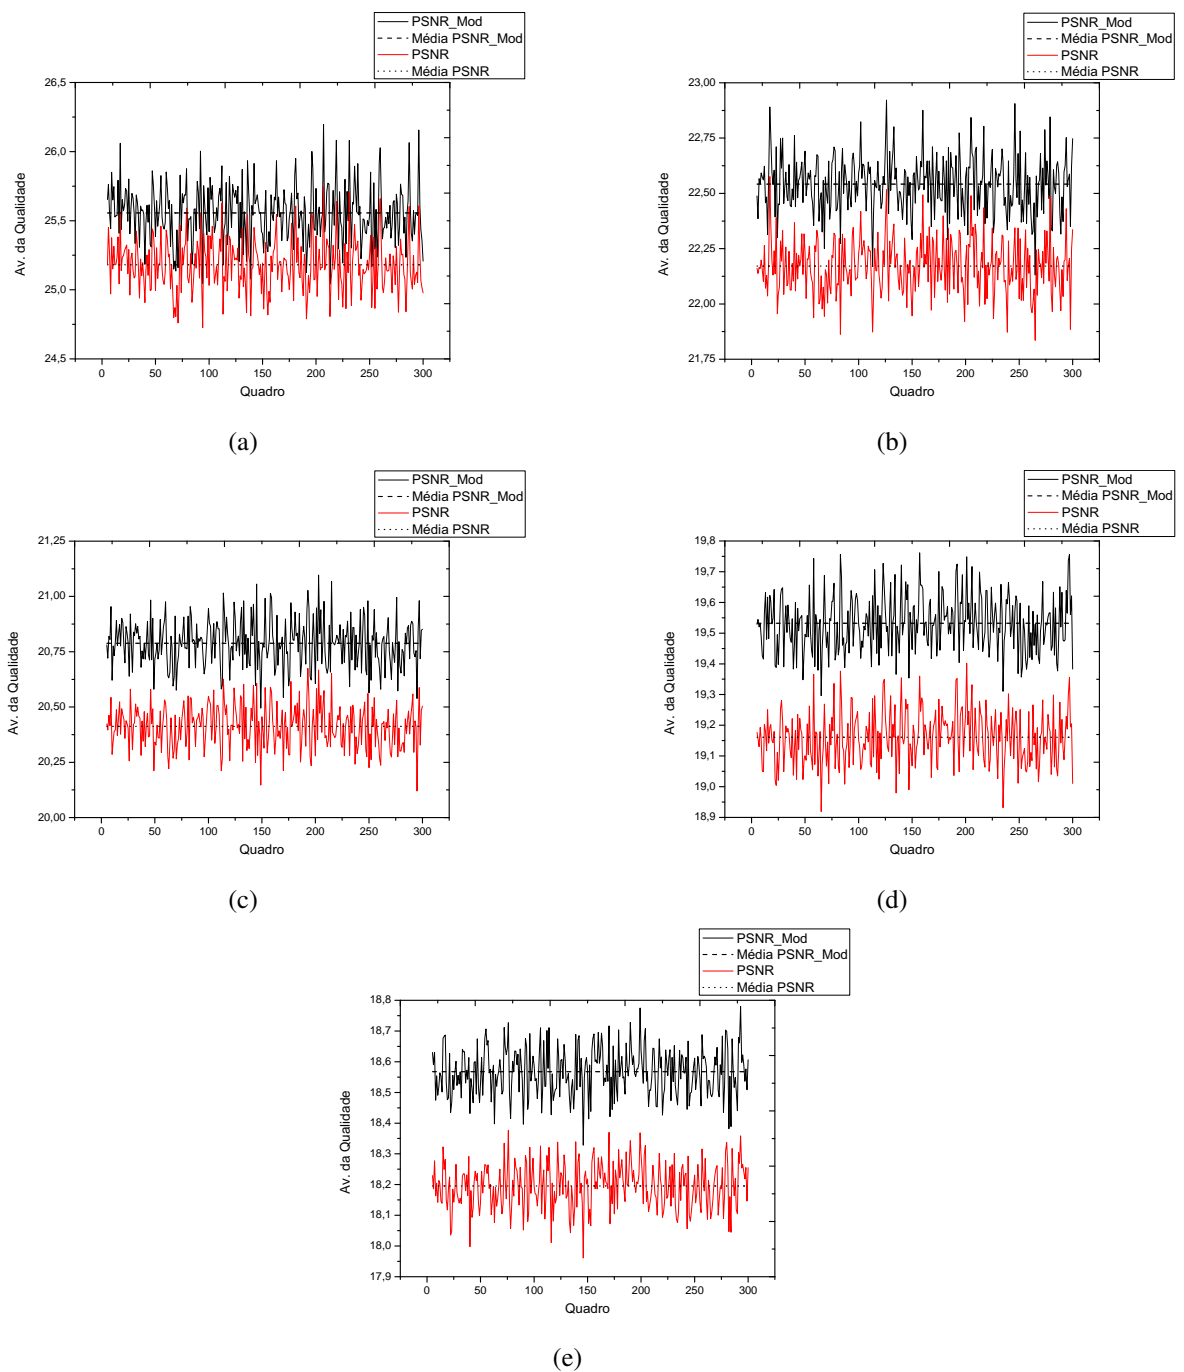 PSNR_Mod
Média PSNR_Mod
PSNR
Média PSNR
26,5
26,0
25,5
25,0
24,5
Av. da Qualidade
0 50 100 150 200 250 300
Quadro
(a)
PSNR_Mod
Média PSNR_Mod
PSNR
Média PSNR
23,00
22,75
22,50
22,25
22,00
21,75
Av. da Qualidade
0 50 100 150 200 250 300
Quadro
(b)
PSNR_Mod
Média PSNR_Mod
PSNR
Média PSNR
21,25
21,00
20,75
20,50
20,25
20,00
Av. da Qualidade
0 50 100 150 200 250 300
Quadro
(c)
PSNR_Mod
Média PSNR_Mod
PSNR
Média PSNR
19,8
19,7
19,6
19,5
19,4
19,3
19,2
19,1
19,0
18,9
Av. da Qualidade
0 50 100 150 200 250 300
Quadro
(d)
PSNR_Mod
Média PSNR_Mod
PSNR
Média PSNR
18,8
18,7
18,6
18,5
18,4
18,3
18,2
18,1
18,0
17,9
Av. da Qualidade
0 50 100 150 200 250 300
Quadro
(e)